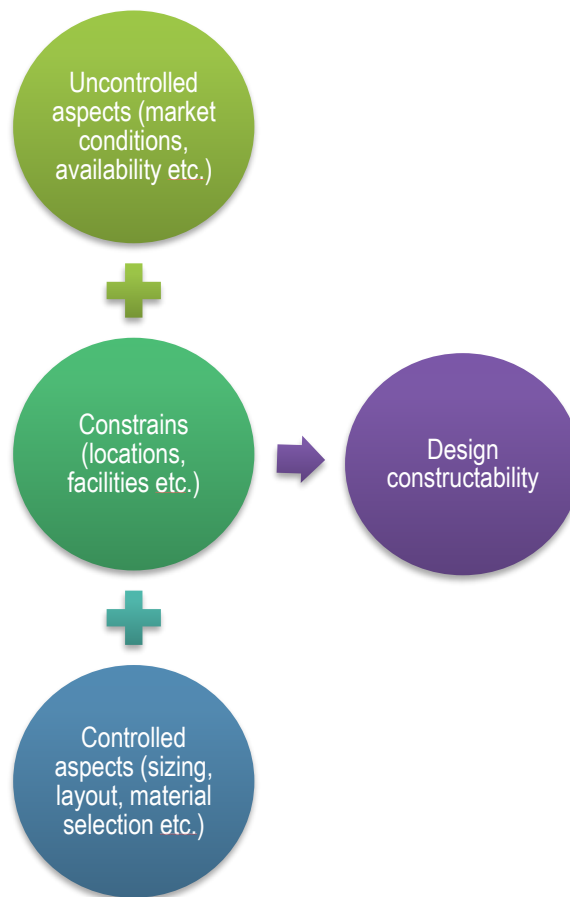 Uncontrolled
aspects (market
conditions,
availability etc.)
Constrains
(locations,
facilities etc.)
Design
constructability
Controlled
aspects (sizing,
layout, material
selection etc.)